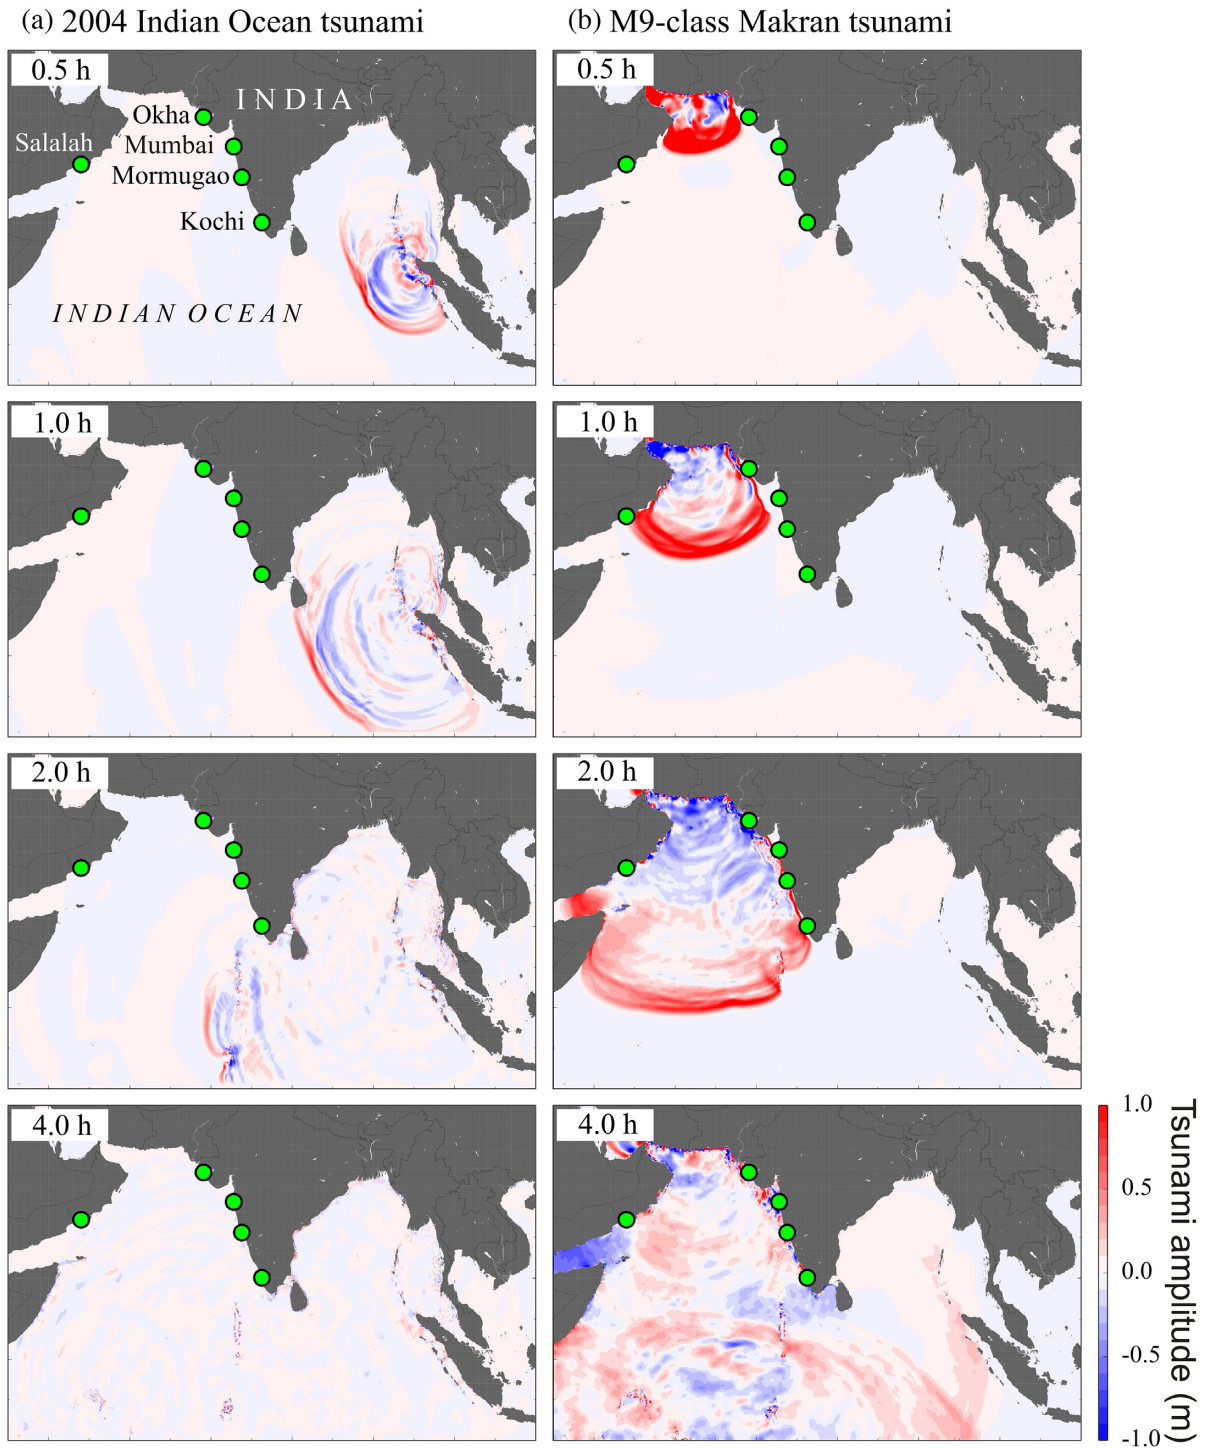 (a) 2004 Indian Ocean tsunami
(b) M9-class Makran tsunami
0.5 h
INDIA
Okha
Salalah
Mumbai
Mormugao
Kochi
INDIAN OCEAN
0.5 h
1.0 h
1.0 h
2.0 h
2.0 h
4.0 h
4.0 h
1.0
0.5
0.0
-0.5
-1.0
Tsunami amplitude (m)